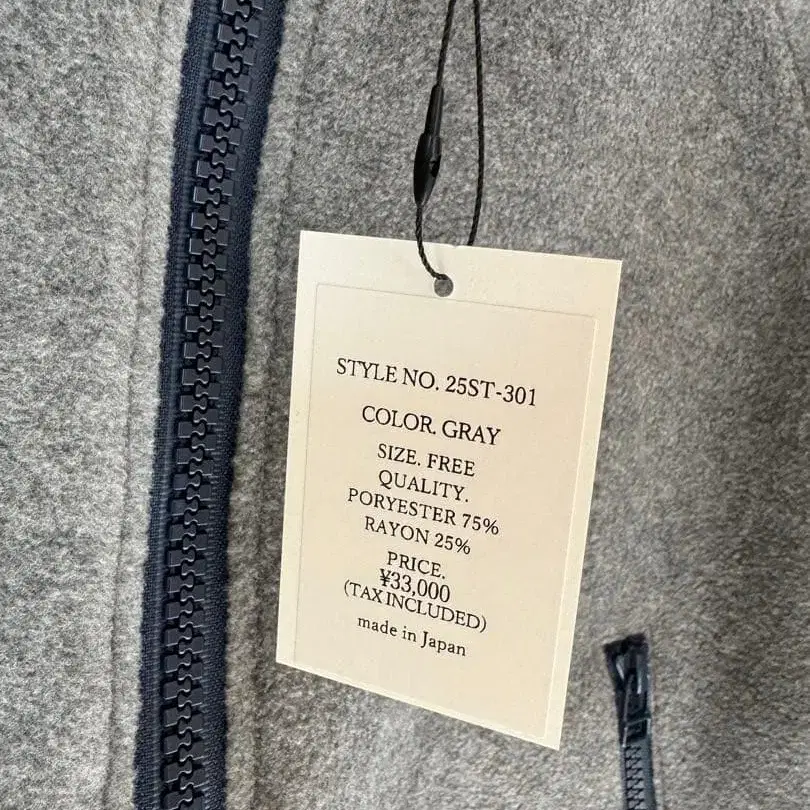 STYLE NO. 25ST-301
COLOR. GRAY
SIZE. FREE
QUALITY.
PORYESTER 75%
RAYON 25%
PRICE.
¥33,000
(TAX INCLUDED)
made in Japan